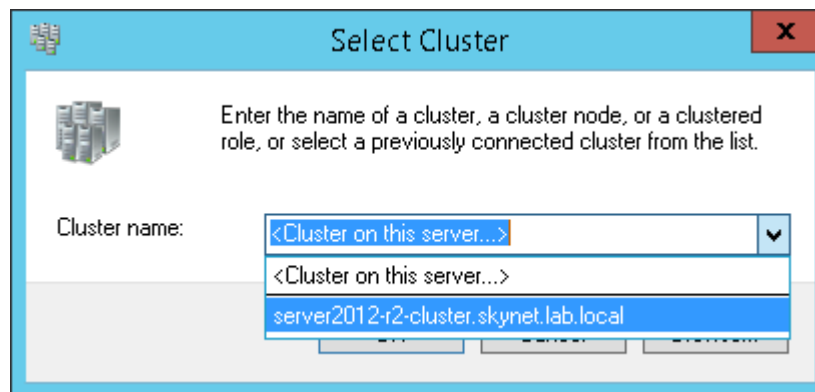 Select Cluster
x
Enter the name of a cluster, a cluster node, or a clustered
role, or select a previously connected cluster from the list.
Cluster name:
<Cluster on this server...>
<Cluster on this server...>
server2012-r2-cluster.skynet.lab.local